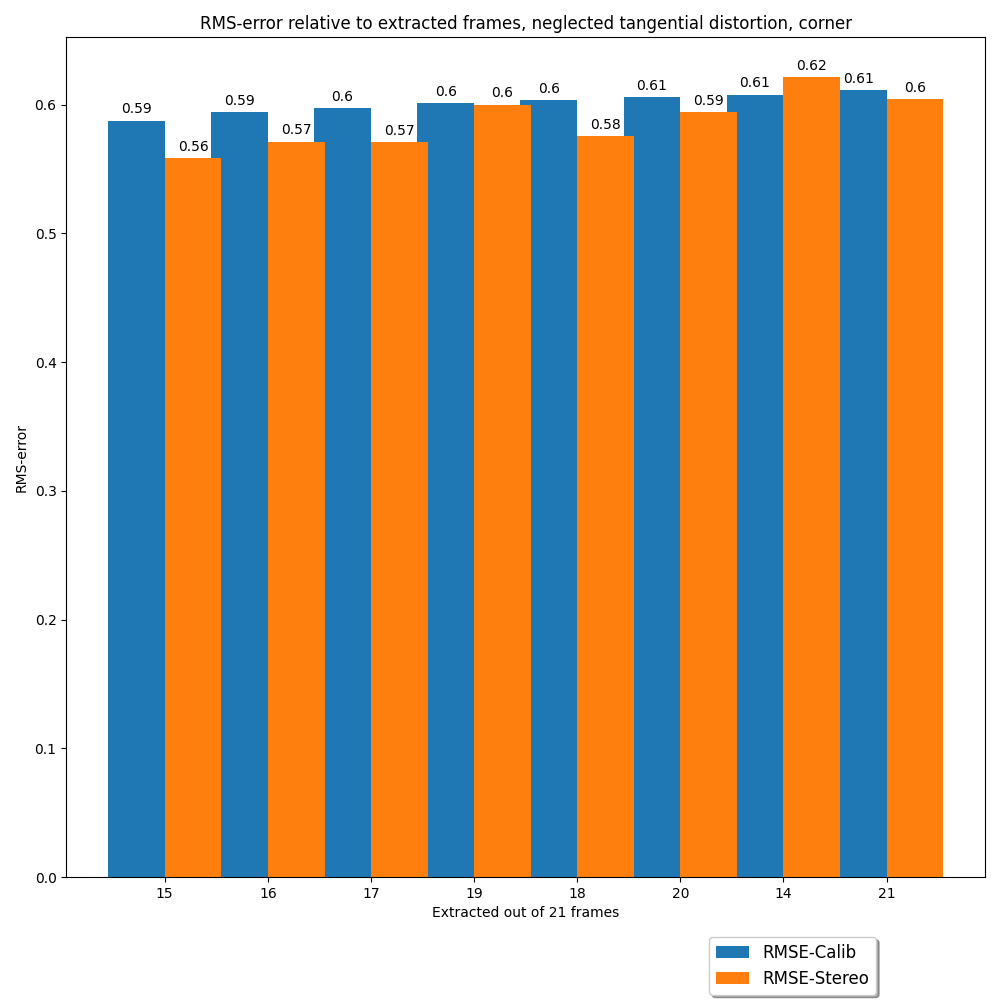 RMS-error relative to extracted frames, neglected tangential distortion, corner
0.59 0.56 0.59 0.57 0.6 0.57 0.6 0.6 0.6 0.58 0.61 0.59 0.61 0.62 0.61 0.6
0.6
0.5
0.4
0.3
0.2
0.1
0.0
RMS-error
15 16 17 19 18 20 14 21
Extracted out of 21 frames
RMSE-Calib
RMSE-Stereo